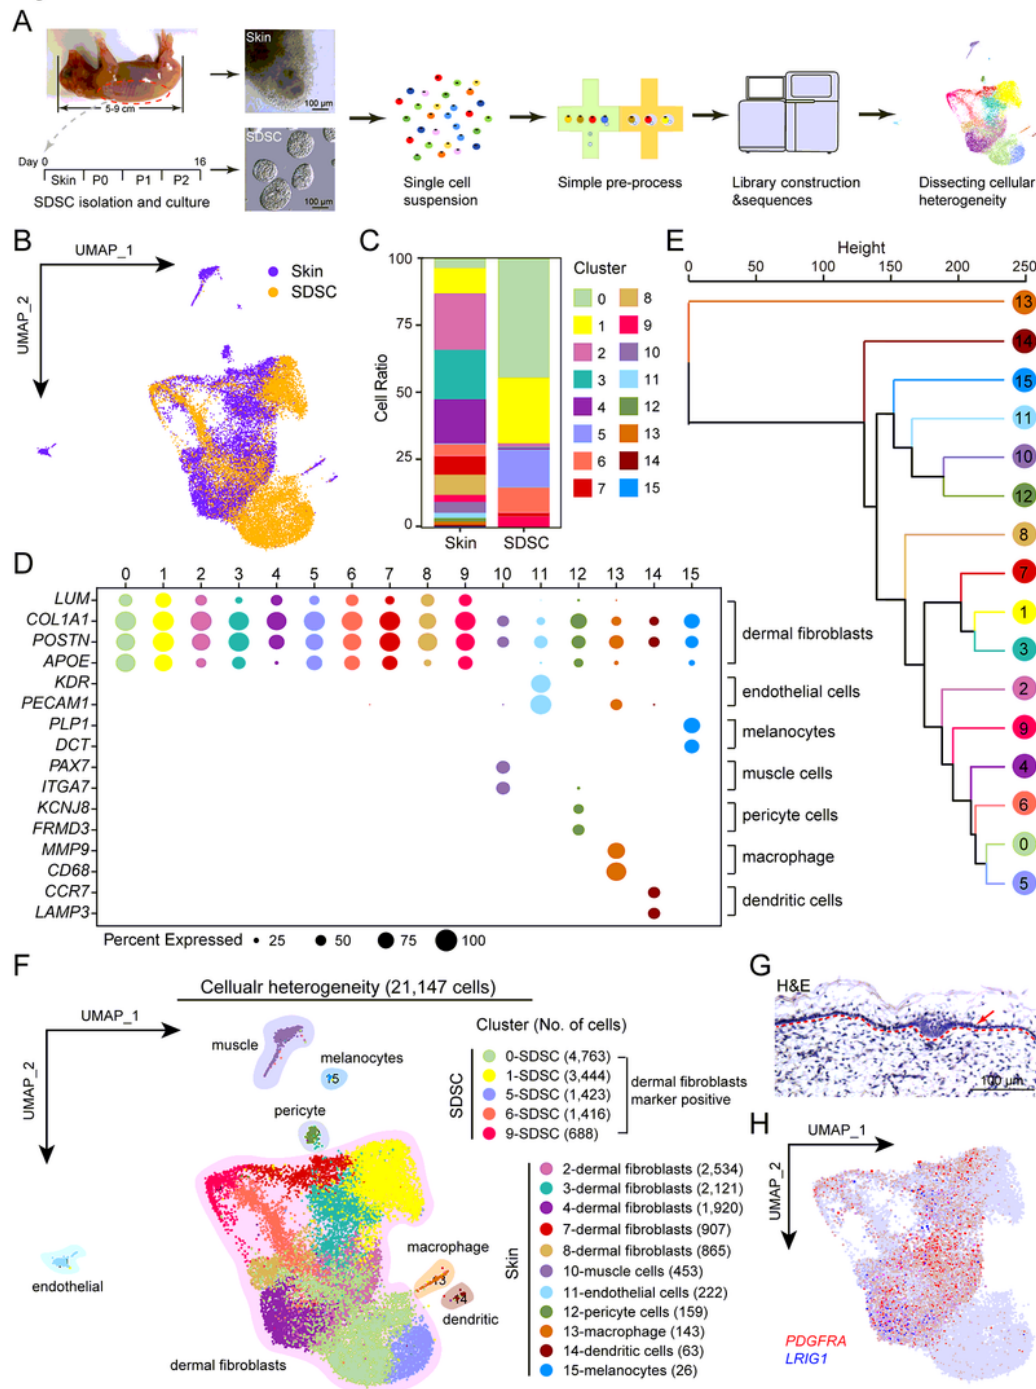 A
Skin
100 μm
5-9 cm
SDSC
100 μm
Day 0 16
Skin P0 P1 P2
SDSC isolation and culture
Single cell
suspension
Simple pre-process
Library construction
&sequences
Dissecting cellular
heterogeneity
B
UMAP_1
UMAP_2
Skin
SDSC
C
Cell Ratio
100
75
50
25
0
Skin SDSC
Cluster
0 8
1 9
2 10
3 11
4 12
5 13
6 14
7 15
E
Height
0 50 100 150 200 250
13
14
15
11
10
12
8
7
1
3
2
9
4
6
0
5
D
0 1 2 3 4 5 6 7 8 9 10 11 12 13 14 15
LUM
COL1A1
POSTN
APOE
dermal fibroblasts
KDR
PECAM1
endothelial cells
PLP1
DCT
melanocytes
PAX7
ITGA7
muscle cells
KCNJ8
FRMD3
pericyte cells
MMP9
CD68
macrophage
CCR7
LAMP3
dendritic cells
Percent Expressed 25 50 75 100
F
Cellualr heterogeneity (21,147 cells)
UMAP_1
UMAP_2
muscle
melanocytes
15
pericyte
endothelial
macrophage
13
14
dendritic
dermal fibroblasts
Cluster (No. of cells)
SDSC
0-SDSC (4,763)
1-SDSC (3,444)
5-SDSC (1,423)
6-SDSC (1,416)
9-SDSC (688)
dermal fibroblasts
marker positive
Skin
2-dermal fibroblasts (2,534)
3-dermal fibroblasts (2,121)
4-dermal fibroblasts (1,920)
7-dermal fibroblasts (907)
8-dermal fibroblasts (865)
10-muscle cells (453)
11-endothelial cells (222)
12-pericyte cells (159)
13-macrophage (143)
14-dendritic cells (63)
15-melanocytes (26)
G
H&E
100 μm
H
UMAP_1
UMAP_2
PDGFRA
LRIG1